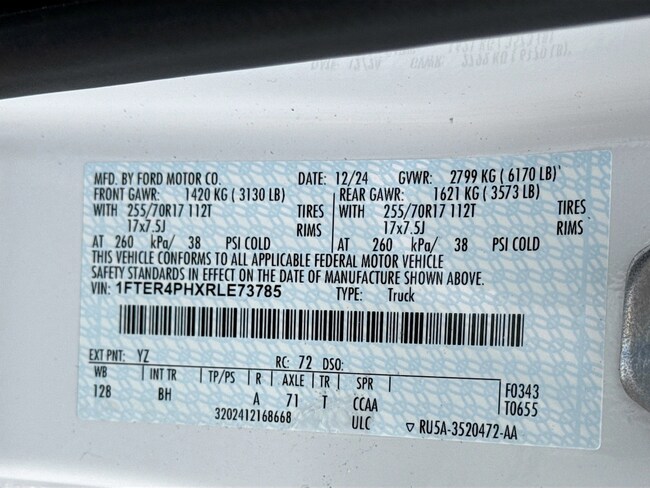 MFD. BY FORD MOTOR CO. DATE: 12/24 GVWR: 2799 KG ( 6170 LB)
FRONT GAWR: 1420 KG ( 3130 LB) REAR GAWR: 1621 KG ( 3573 LB)
WITH 255/70R17 112T TIRES WITH 255/70R17 112T TIRES
17x7.5J RIMS 17x7.5J RIMS
AT 260 kPa/ 38 PSI COLD AT 260 kPa/ 38 PSI COLD
THIS VEHICLE CONFORMS TO ALL APPLICABLE FEDERAL MOTOR VEHICLE
SAFETY STANDARDS IN EFFECT ON THE DATE OF MANUFACTURE SHOWN ABOVE.
VIN: 1FTER4PHXRLE73785 TYPE: Truck
EXT PNT: YZ RC: 72 DSO:
WB INT TR TP/PS R AXLE TR SPR F0343
128 BH A 71 T CCAA T0655
3202412168668 ULC ▽ RU5A-3520472-AA